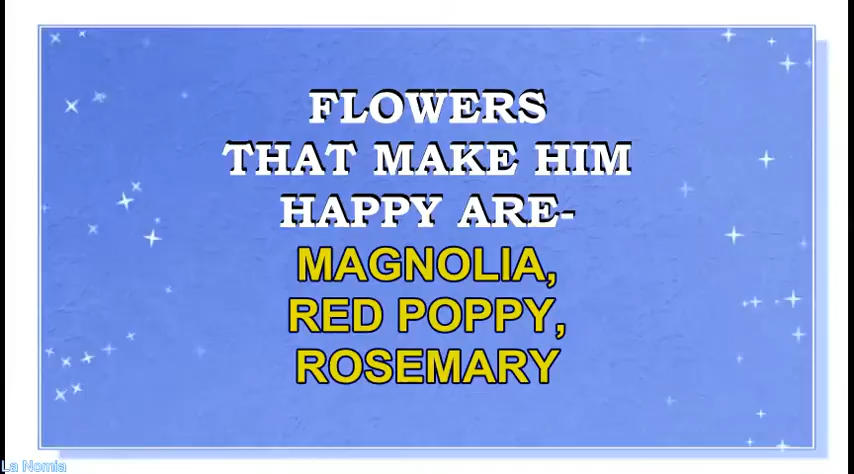 FLOWERS
THAT MAKE HIM
HAPPY ARE-
MAGNOLIA,
RED POPPY,
ROSEMARY
La Nomia